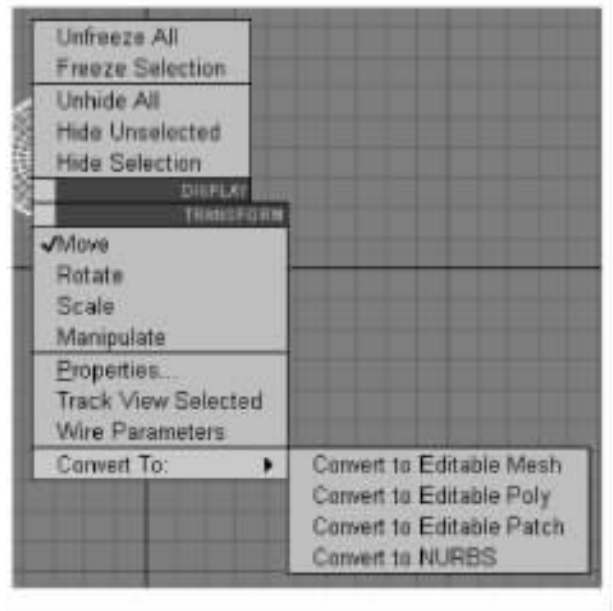 Unfreeze All
Freeze Selection
Unhide All
Hide Unselected
Hide Selection
DISPLAY
TRANSFORM
Move
Rotate
Scale
Manipulate
Properties...
Track View Selected
Wire Parameters
Convert To:
Convert to Editable Mesh
Convert to Editable Poly
Convert to Editable Patch
Convert to NURBS